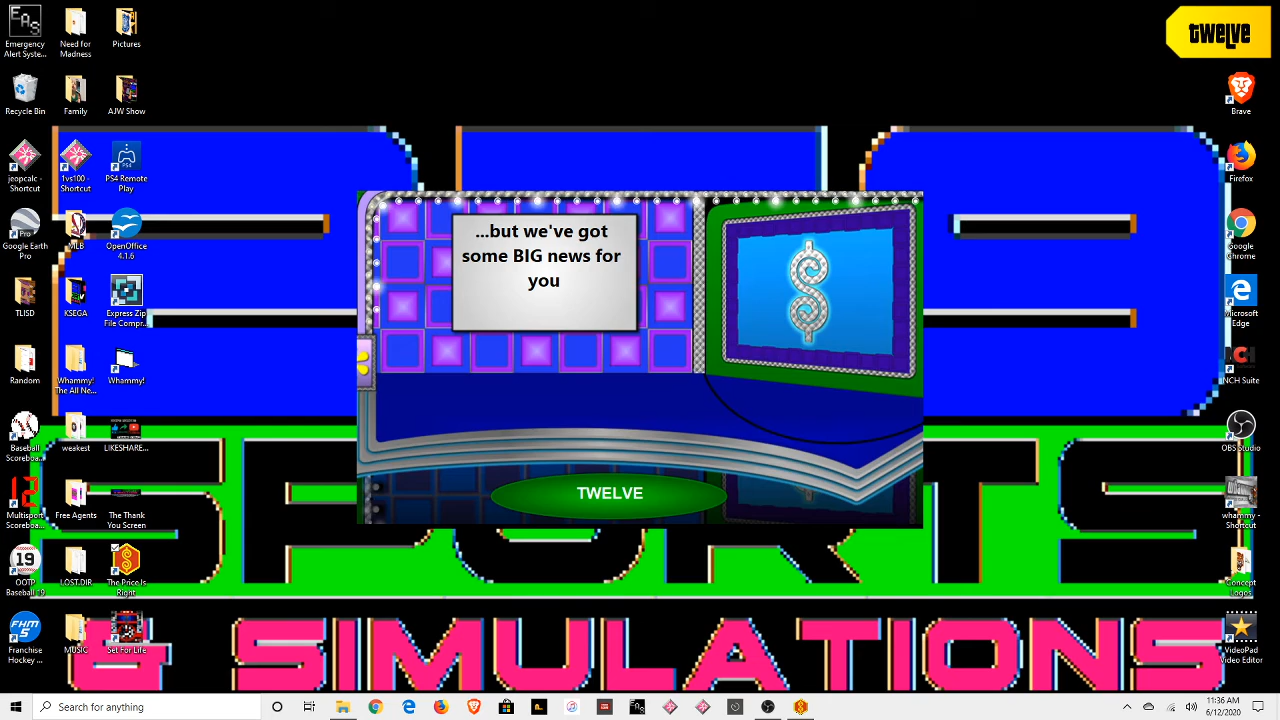 Emergency
Alert Syste...
Need for
Madness
Pictures
twelve
Recycle Bin
Family
AJW Show
Brave
jeopcalc -
Shortcut
1vs100 -
Shortcut
PS4 Remote
Play
Firefox
Google Earth
Pro
MLB
OpenOffice
4.1.6
Google
Chrome
...but we've got
some BIG news for
you
TLISD
KSEGA
Express Zip
File Compr...
Microsoft
Edge
Random
Whammy!
The All Ne...
Whammy!
NCH Suite
Baseball
Scoreboa...
weakest
LIKESHARE...
OBS Studio
12
Multisport
Scoreboa...
Free Agents
The Thank
You Screen
TWELVE
whammy -
Shortcut
19
OOTP
Baseball 19
LOST.DIR
The Price Is
Right
Concept
Logos
FHM
5
Franchise
Hockey ...
MUSIC
Set For Life
VideoPad
Video Editor
SPORTS
& SIMULATIONS
Search for anything
11:36 AM
6/12/2020